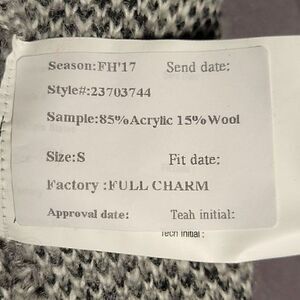 Season:FH'17 Send date:
Style#:23703744
Sample:85%Acrylic 15%Wool
Size:S Fit date:
Factory :FULL CHARM
Approval date: Teah initial:
Tech Initial :